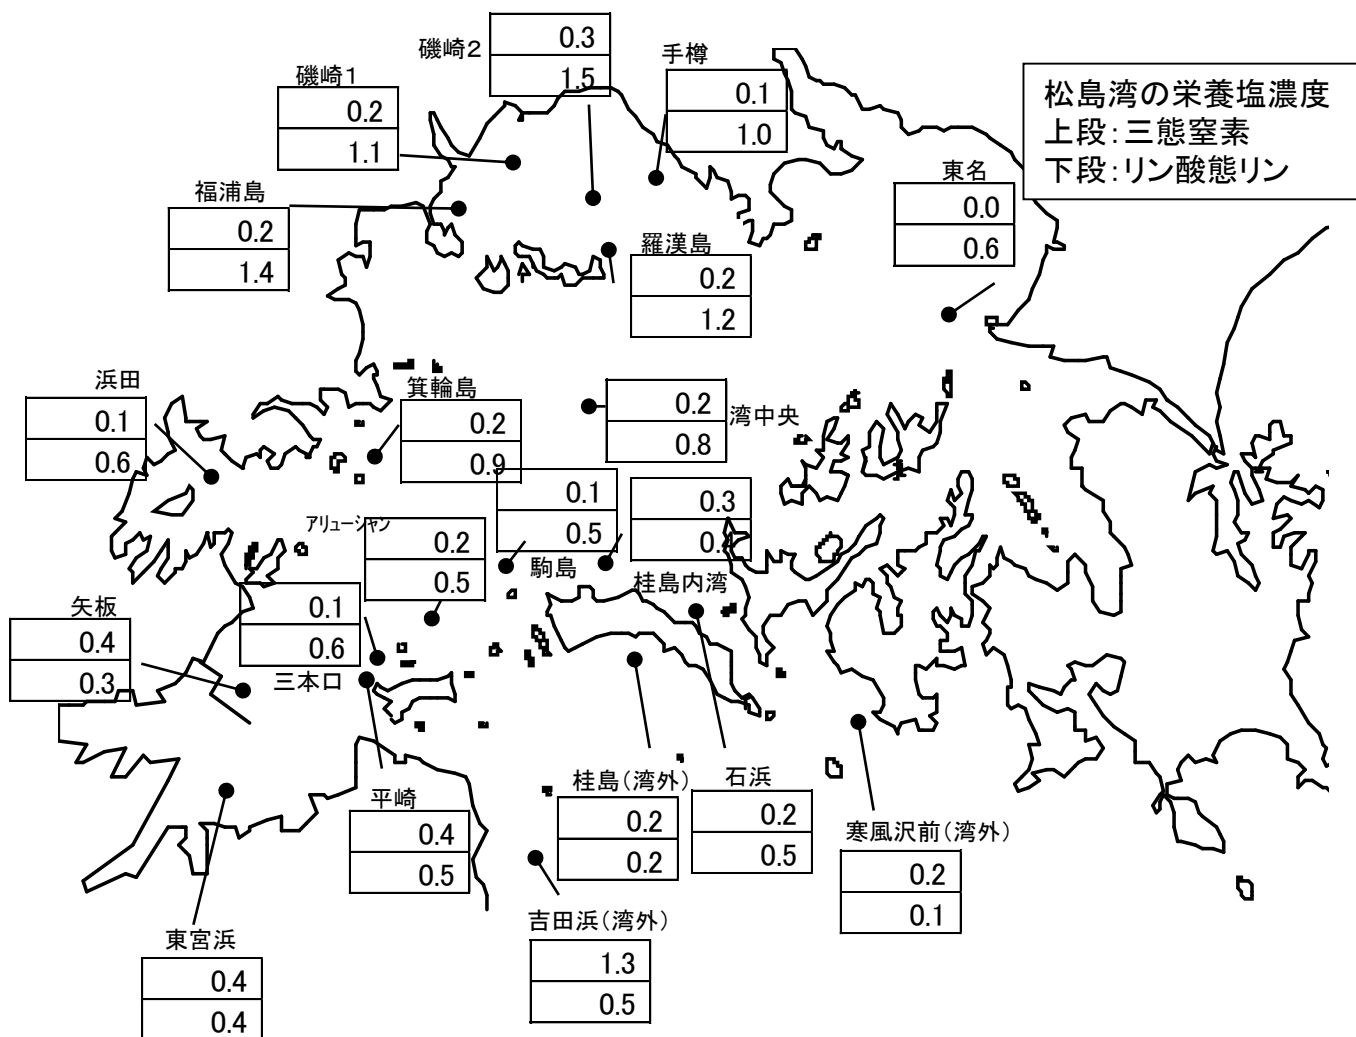 磯崎2
0.3
1.5
手樽
0.1
1.0
磯崎1
0.2
1.1
松島湾の栄養塩濃度
上段:三態窒素
下段:リン酸態リン
福浦島
0.2
1.4
東名
0.0
0.6
羅漢島
0.2
1.2
浜田
0.1
0.6
箕輪島
0.2
0.9
0.2
0.8
湾中央
アリューシャン
0.2
0.5
0.1
0.5
駒島
0.3
桂島内湾
矢板
0.4
0.3
0.1
0.6
三本口
平崎
0.4
0.5
桂島(湾外)
0.2
0.2
石浜
0.2
0.5
寒風沢前(湾外)
0.2
0.1
東宮浜
0.4
0.4
吉田浜(湾外)
1.3
0.5